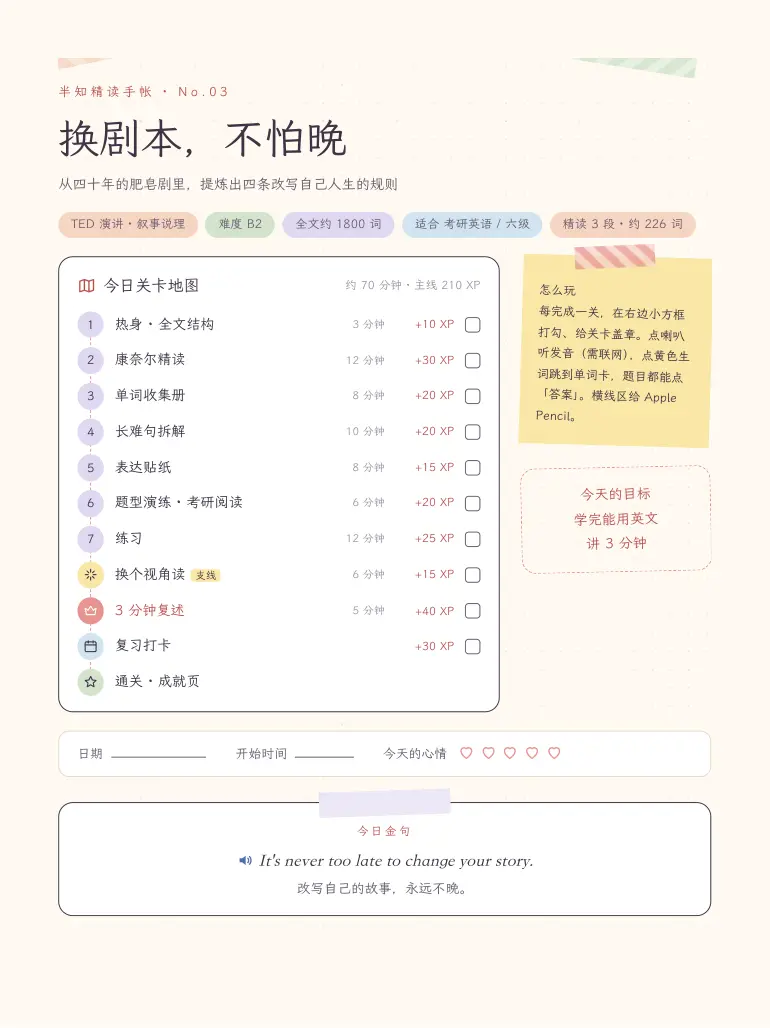 半知精读手帐 · No.03
换剧本，不怕晚
从四十年的肥皂剧里，提炼出四条改写自己人生的规则
TED 演讲·叙事说理 难度 B2 全文约 1800 词 适合 考研英语 / 六级 精读 3 段·约 226 词
今日关卡地图 约 70 分钟·主线 210 XP
1 热身·全文结构 3 分钟 +10 XP
2 康奈尔精读 12 分钟 +30 XP
3 单词收集册 8 分钟 +20 XP
4 长难句拆解 10 分钟 +20 XP
5 表达贴纸 8 分钟 +15 XP
6 题型演练·考研阅读 6 分钟 +20 XP
7 练习 12 分钟 +25 XP
换个视角读 支线 6 分钟 +15 XP
3 分钟复述 5 分钟 +40 XP
复习打卡 +30 XP
通关·成就页
怎么玩
每完成一关，在右边小方框
打勾、给关卡盖章。点喇叭
听发音（需联网），点黄色生
词跳到单词卡，题目都能点
「答案」。横线区给 Apple
Pencil。
今天的目标
学完能用英文
讲 3 分钟
日期 开始时间 今天的心情
今日金句
It's never too late to change your story.
改写自己的故事，永远不晚。